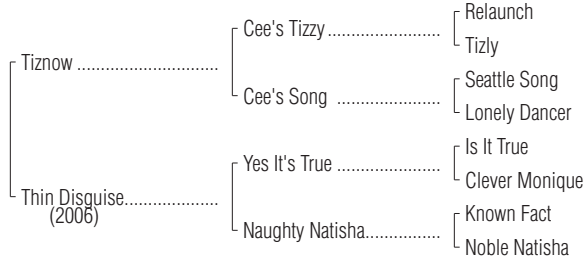 Relaunch
Cee's Tizzy ........................
Tizly
Tiznow ..............................
Seattle Song
Cee's Song ......................
Lonely Dancer
Is It True
Yes It's True .....................
Clever Monique
Thin Disguise....................
(2006)
Known Fact
Naughty Natisha................
Noble Natisha